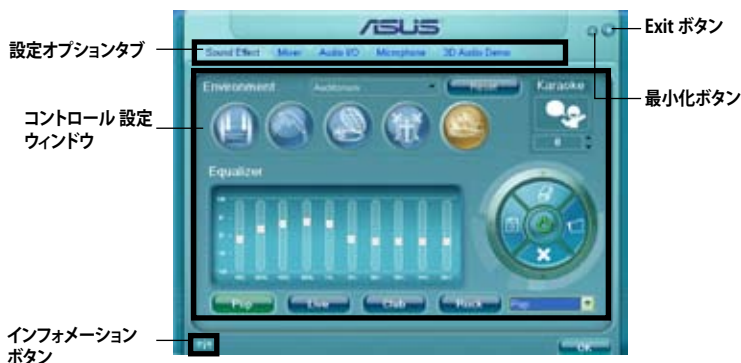 ASUS
Exit ボタン
設定オプションタブ
Sound Effect Mixer Audio I/O Microphone 3D Audio Demo
最小化ボタン
Environment Auditorium Reset Karaoke
コントロール 設定
ウィンドウ
0
Equalizer
Pop Live Club Rock Pop
インフォメーション
ボタン
OK